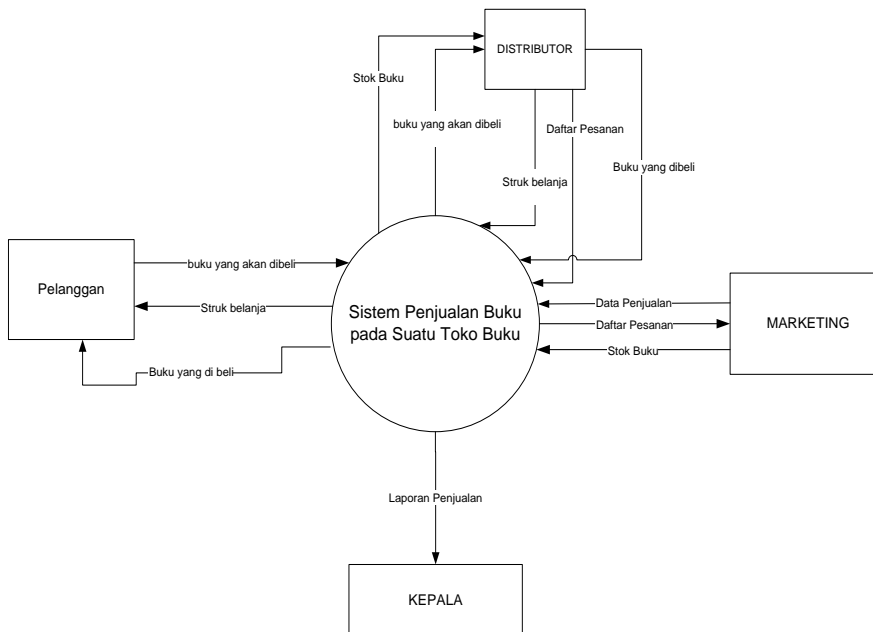 DISTRIBUTOR
Stok Buku
buku yang akan dibeli
Daftar Pesanan
Buku yang dibeli
Struk belanja
Pelanggan
buku yang akan dibeli
Struk belanja
Buku yang di beli
Sistem Penjualan Buku
pada Suatu Toko Buku
Data Penjualan
Daftar Pesanan
Stok Buku
MARKETING
Laporan Penjualan
KEPALA